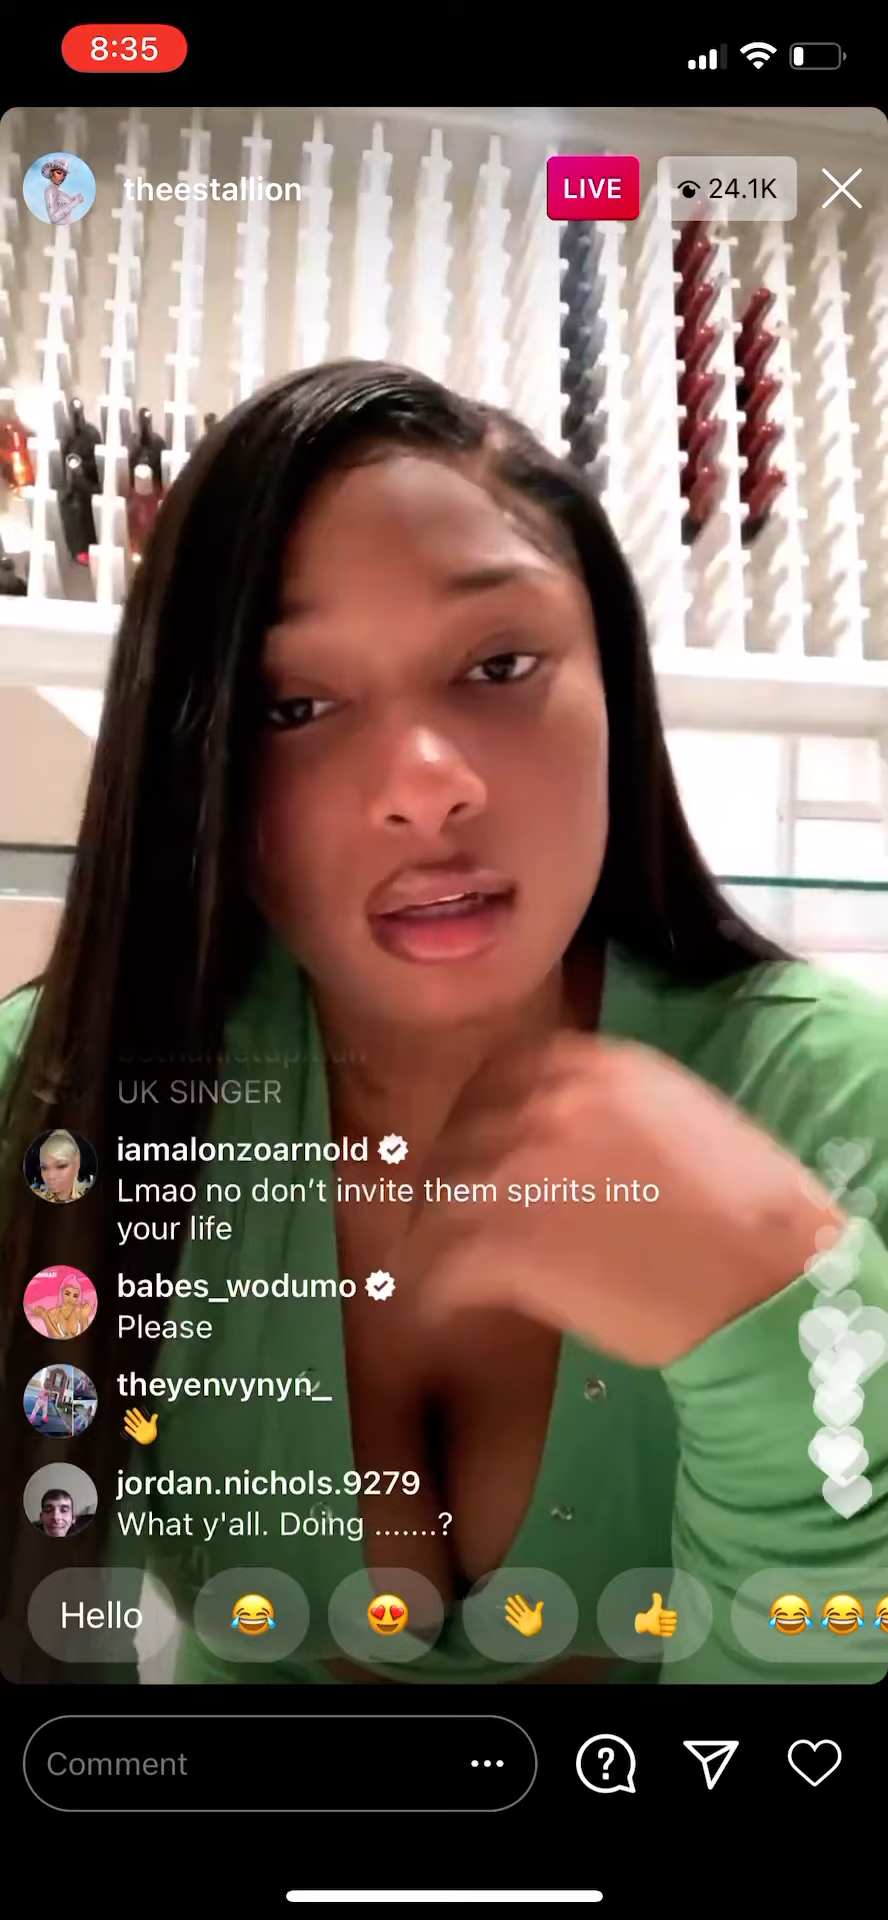 8:35
theestallion
LIVE
24.1K
UK SINGER
iamalonzoarnold
Lmao no don’t invite them spirits into
your life
babes_wodumo
Please
theyenvynyn_
👋
jordan.nichols.9279
What y'all. Doing .......?
Hello 😂 😍 👋 👍 😂😂
Comment